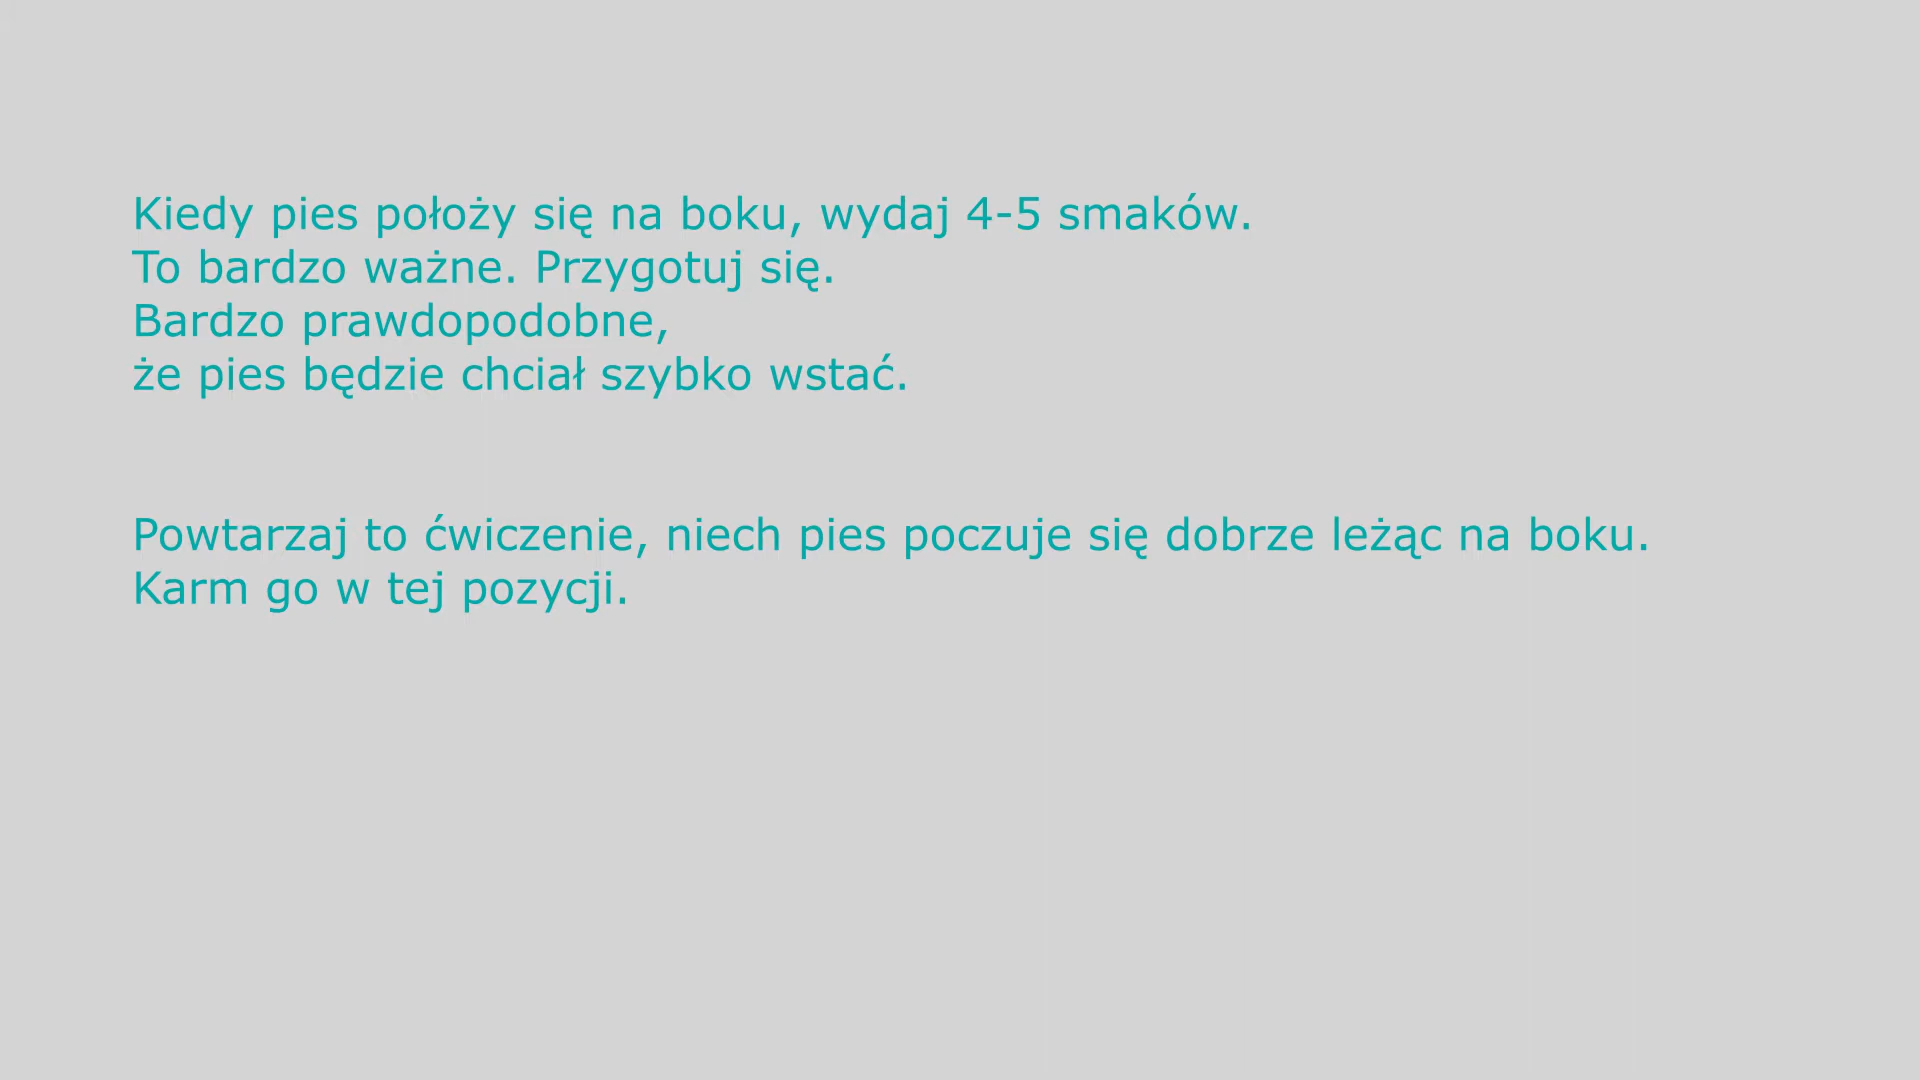 Kiedy pies położy się na boku, wydaj 4-5 smaków.
To bardzo ważne. Przygotuj się.
Bardzo prawdopodobne,
że pies będzie chciał szybko wstać.
Powtarzaj to ćwiczenie, niech pies poczuje się dobrze leżąc na boku.
Karm go w tej pozycji.